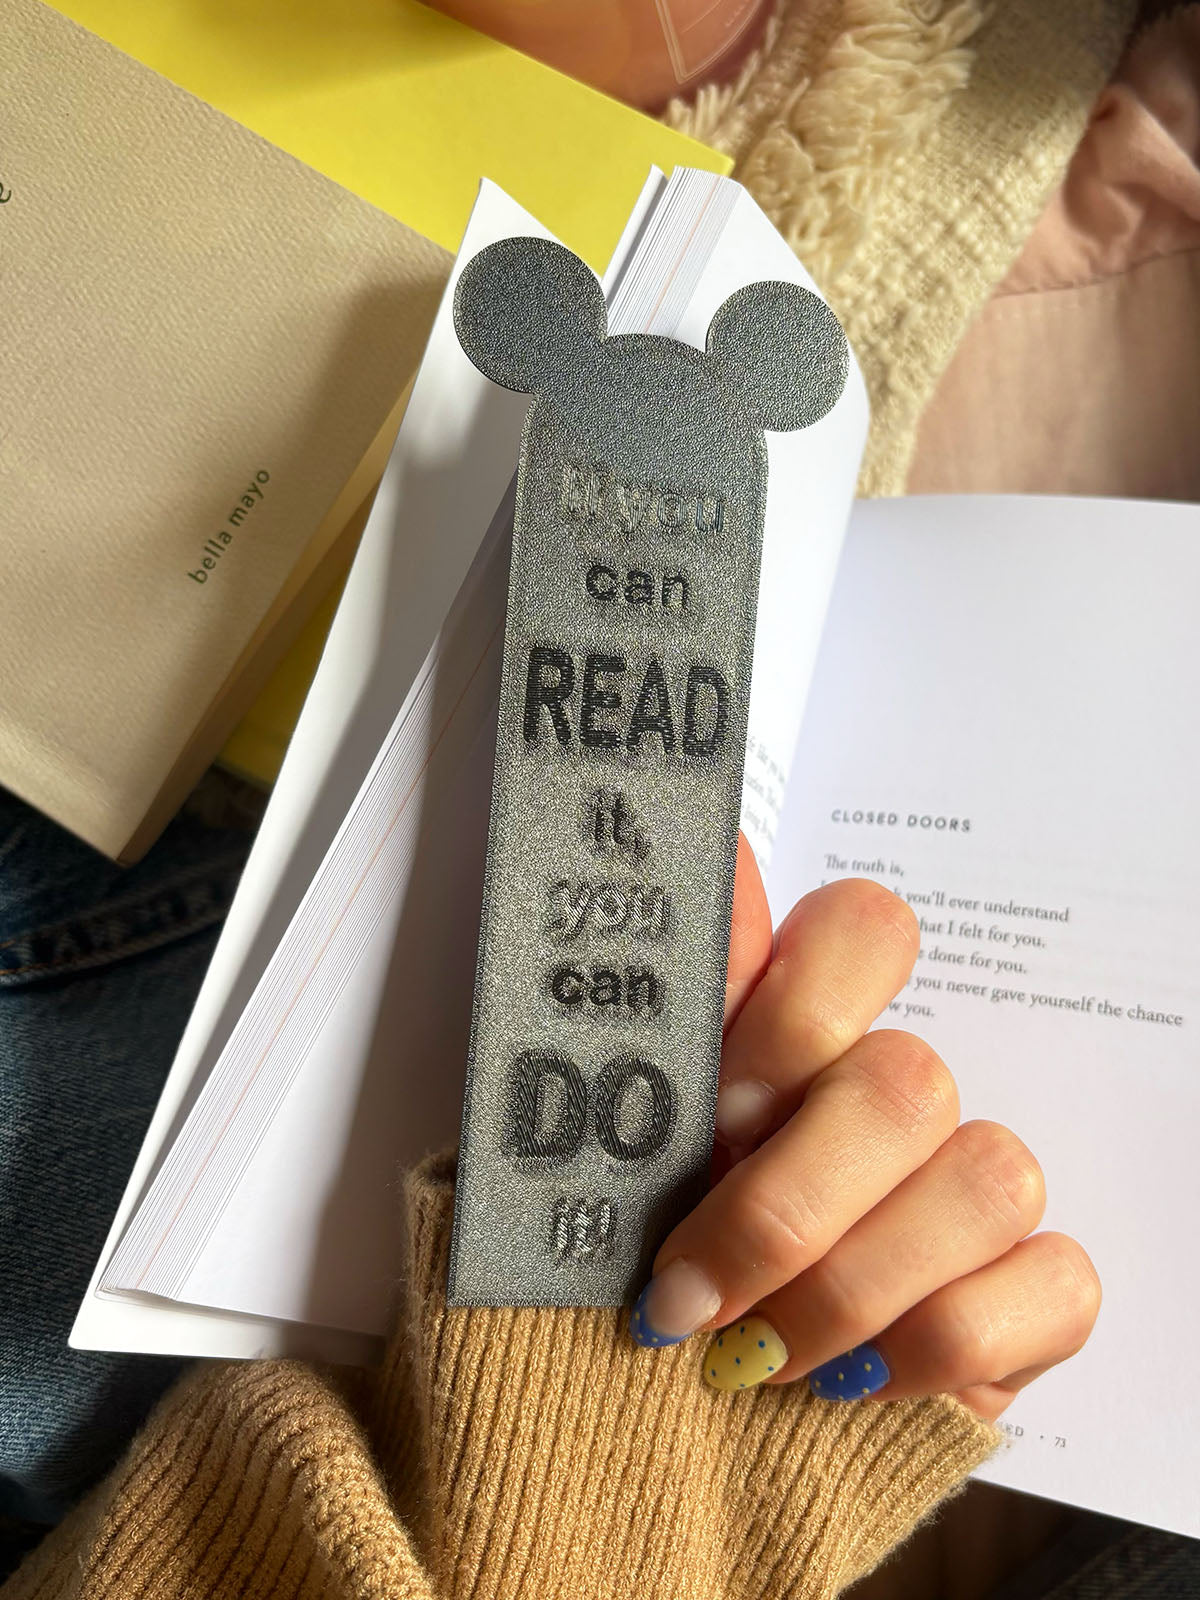 bella mayo
If you
can
READ
it,
you
can
DO
it!
CLOSED DOORS
The truth is,
you'll ever understand
hat I felt for you.
done for you.
you never gave yourself the chance
w you.
73